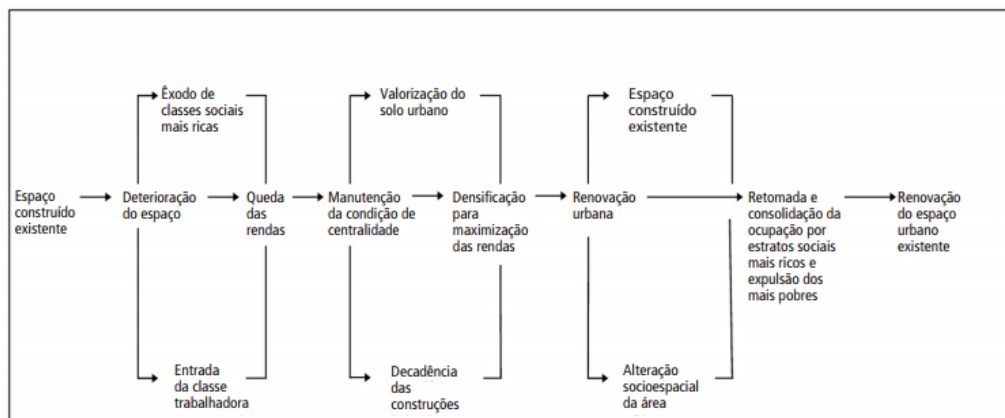 Êxodo de
classes sociais
mais ricas
Valorização do
solo urbano
Espaço
construído
existente
Espaço
construído
existente
Deterioração
do espaço
Queda
das
rendas
Manutenção
da condição de
centralidade
Densificação
para
maximização
das rendas
Renovação
urbana
Retomada e
consolidação da
ocupação por
estratos sociais
mais ricos e
expulsão dos
mais pobres
Renovação
do espaço
urbano
existente
Entrada
da classe
trabalhadora
Decadência
das
construções
Alteração
socioespacial
da área